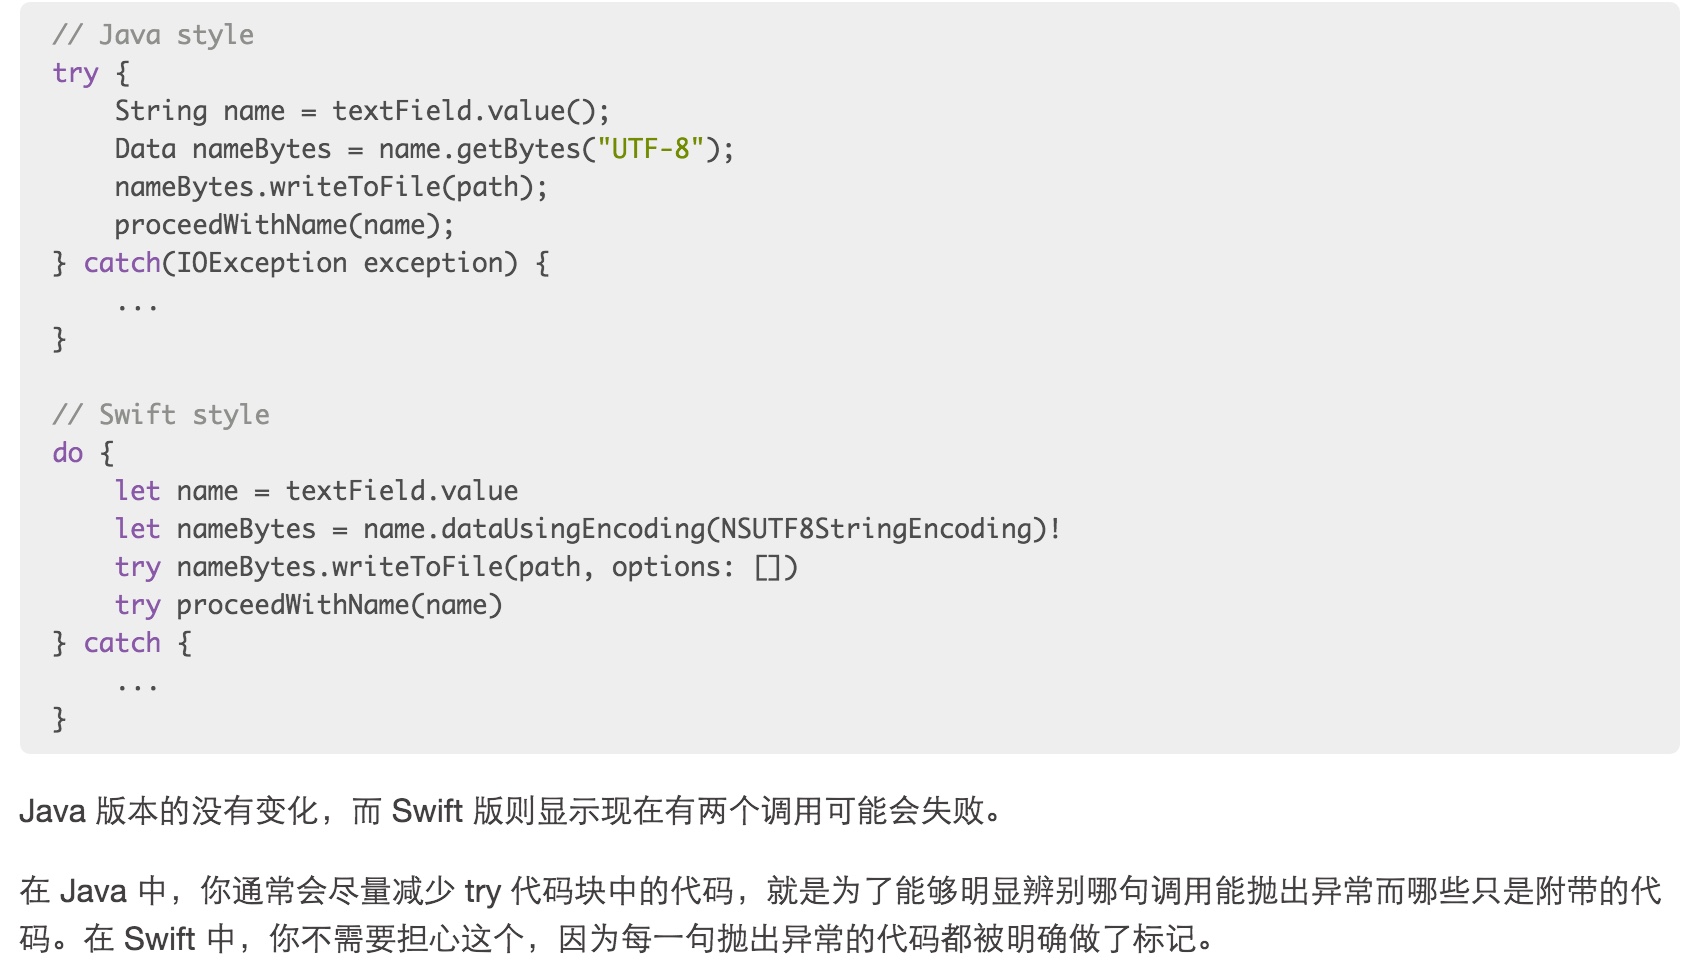 // Java style
try {
    String name = textField.value();
    Data nameBytes = name.getBytes("UTF-8");
    nameBytes.writeToFile(path);
    proceedWithName(name);
} catch(IOException exception) {
    ...
}

// Swift style
do {
    let name = textField.value
    let nameBytes = name.dataUsingEncoding(NSUTF8StringEncoding)!
    try nameBytes.writeToFile(path, options: [])
    try proceedWithName(name)
} catch {
    ...
}

Java 版本的没有变化，而 Swift 版则显示现在有两个调用可能会失败。
在 Java 中，你通常会尽量减少 try 代码块中的代码，就是为了能够明显辨别哪句调用能抛出异常而哪些只是附带的代
码。在 Swift 中，你不需要担心这个，因为每一句抛出异常的代码都被明确做了标记。